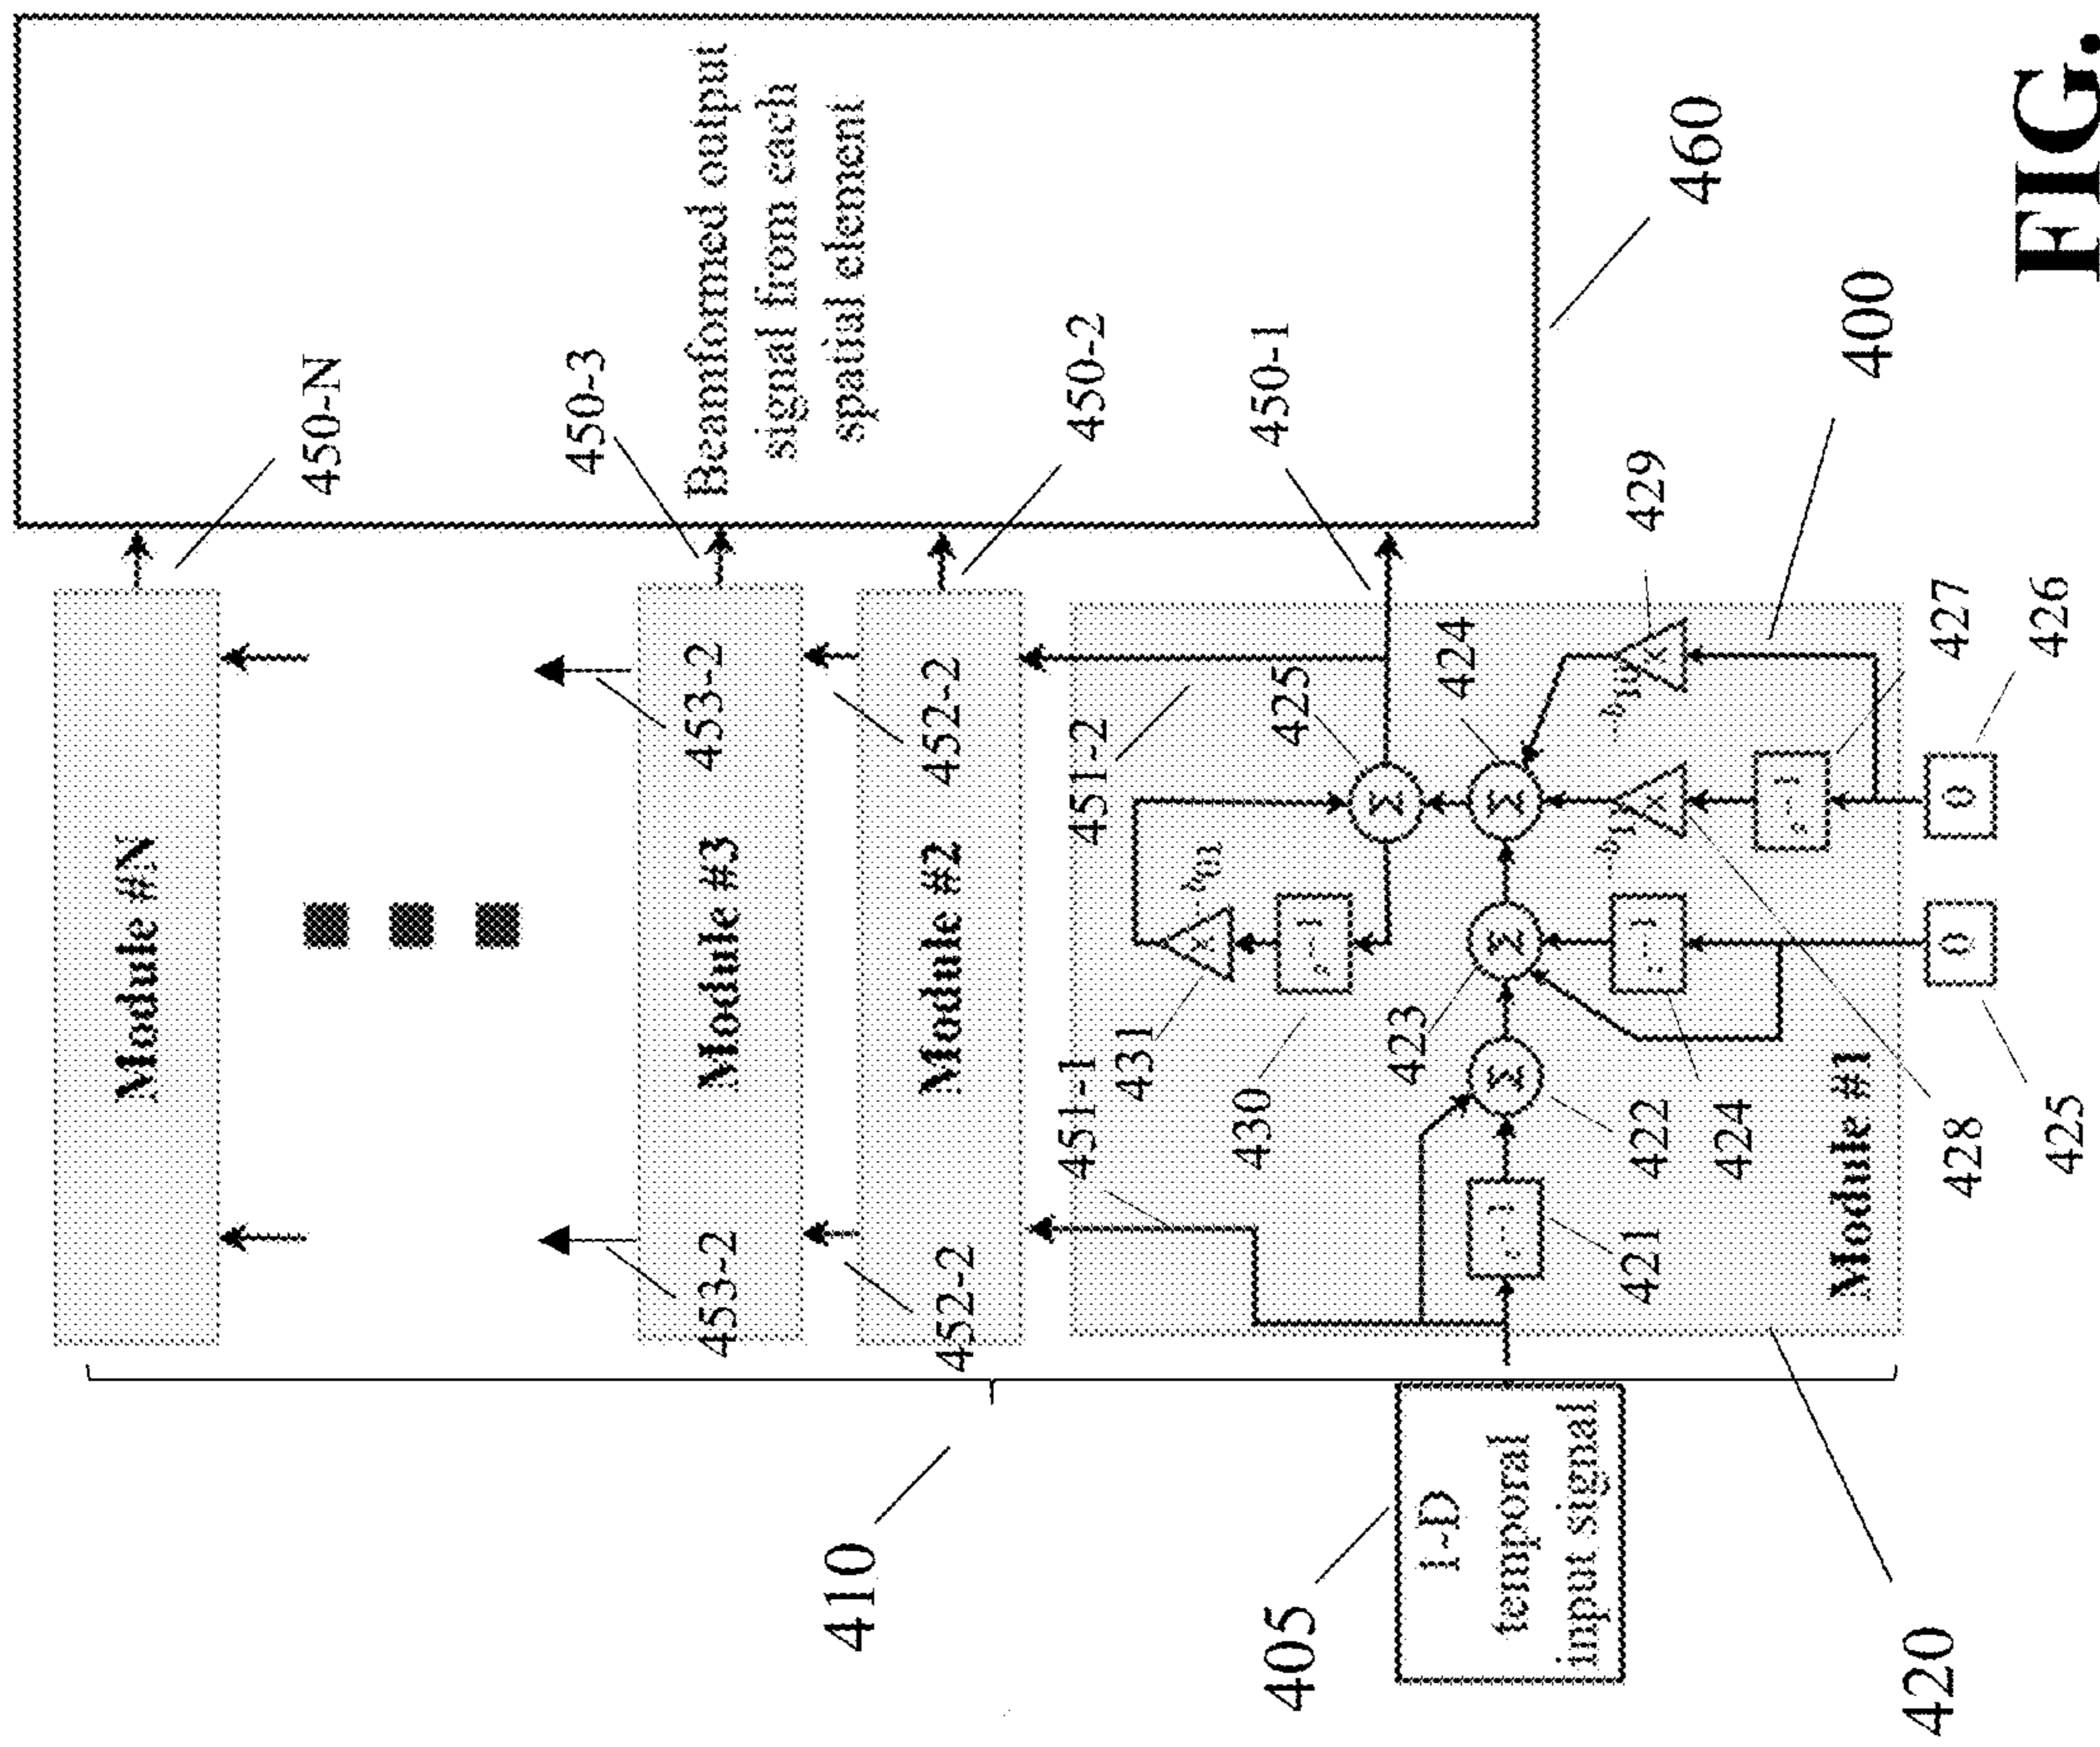 Module #N
450-N
450-3
Module #3
453-2
453-2
Beamformed output
signal from each
spatial element
Module #2
452-2
452-2
450-2
450-1
451-1
451-2
431
430
425
423
424
Σ
Σ
Σ
Σ
X
X
X
429
421
422
424
428
427
Module #1
0
0
425
426
410
405
1-D
temporal
input signal
420
400
460
FIG.